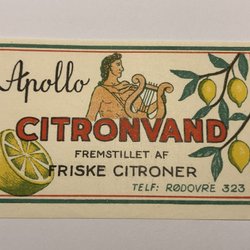 Apollo
CITRONVAND
FREMSTILLET AF
FRISKE CITRONER
TELF: RØDOVRE 323